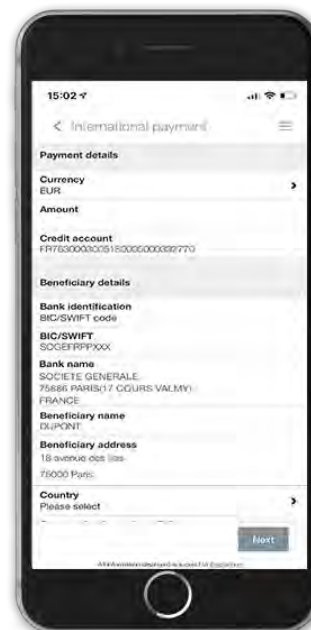 15:02
International payment
Payment details
Currency
EUR
Amount
Credit account
Beneficiary details
Bank identification
BIC/SWIFT code
BIC/SWIFT
SOGEFRPPXXX
Bank name
SOCIETE GENERALE
75886 PARIS(17 COURS VALMY)
FRANCE
Beneficiary name
DUPONT
Beneficiary address
18 avenue des
75000 Paris
Country
Please select
Next